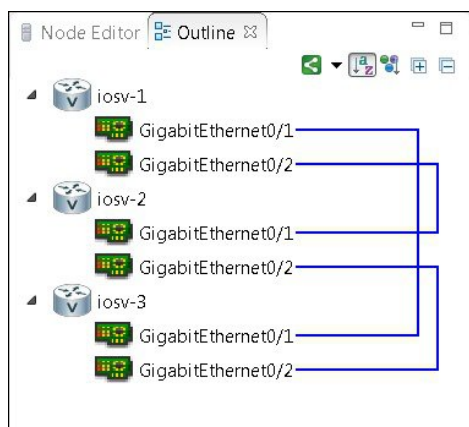 Node Editor Outline
iosv-1
GigabitEthernet0/1
GigabitEthernet0/2
iosv-2
GigabitEthernet0/1
GigabitEthernet0/2
iosv-3
GigabitEthernet0/1
GigabitEthernet0/2